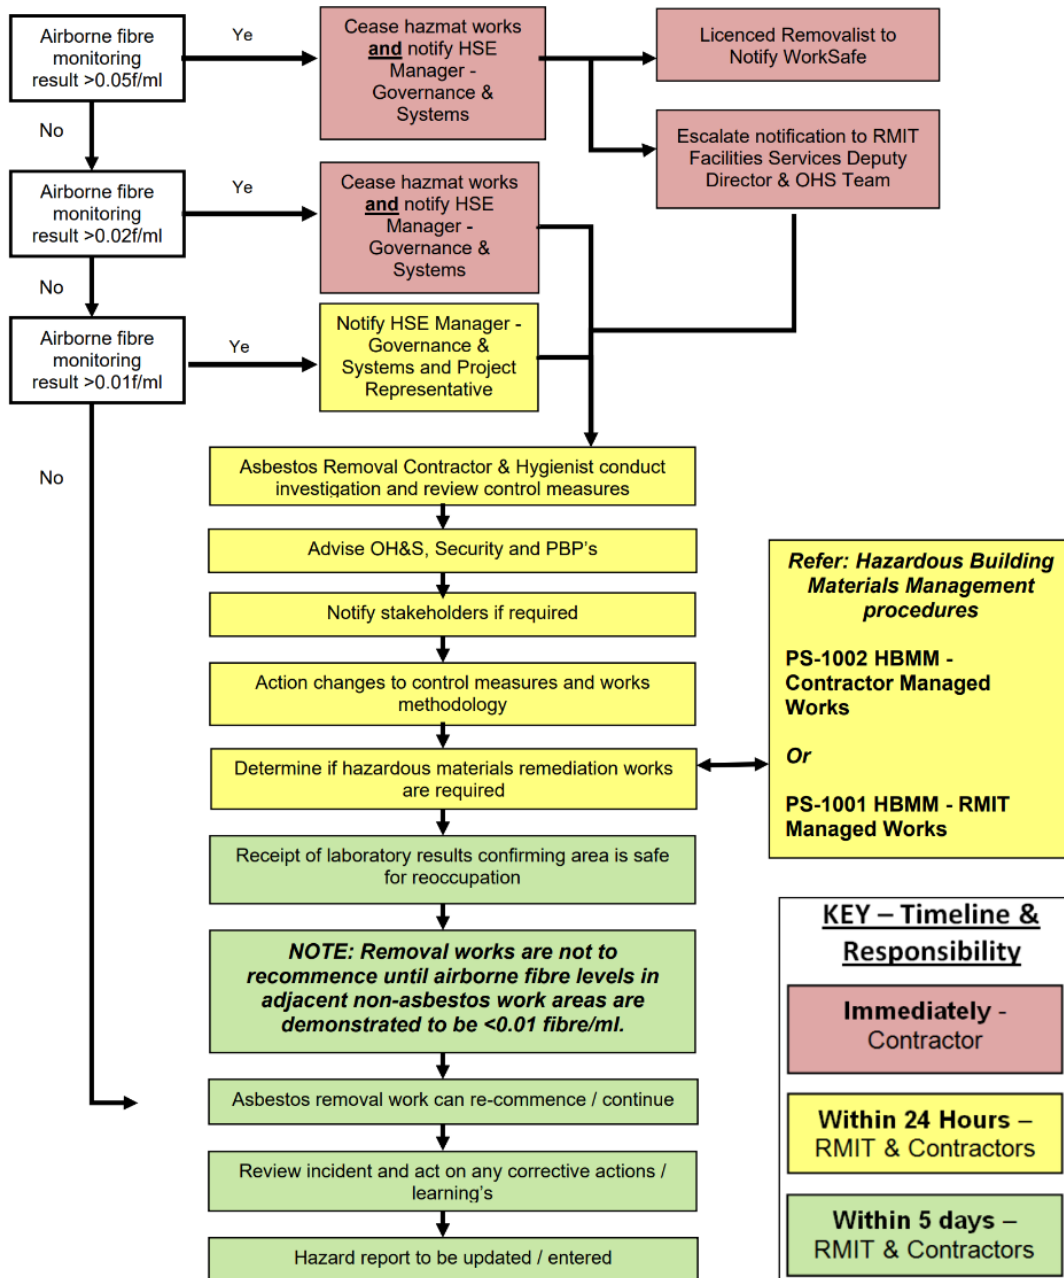 Airborne fibre
monitoring
result >0.05f/ml
Ye
Cease hazmat works
and notify HSE
Manager -
Governance &
Systems
Licenced Removalist to
Notify WorkSafe
No
Escalate notification to RMIT
Facilities Services Deputy
Director & OHS Team
Airborne fibre
monitoring
result >0.02f/ml
Ye
Cease hazmat works
and notify HSE
Manager -
Governance &
Systems
No
Airborne fibre
monitoring
result >0.01f/ml
Ye
Notify HSE Manager -
Governance &
Systems and Project
Representative
No
Asbestos Removal Contractor & Hygienist conduct
investigation and review control measures
Advise OH&S, Security and PBP's
Notify stakeholders if required
Action changes to control measures and works
methodology
Determine if hazardous materials remediation works
are required
Refer: Hazardous Building
Materials Management
procedures
PS-1002 HBMM -
Contractor Managed
Works
Or
PS-1001 HBMM - RMIT
Managed Works
Receipt of laboratory results confirming area is safe
for reoccupation
NOTE: Removal works are not to
recommence until airborne fibre levels in
adjacent non-asbestos work areas are
demonstrated to be <0.01 fibre/ml.
Asbestos removal work can re-commence / continue
Review incident and act on any corrective actions /
learning's
Hazard report to be updated / entered
KEY – Timeline &
Responsibility
Immediately -
Contractor
Within 24 Hours –
RMIT & Contractors
Within 5 days –
RMIT & Contractors